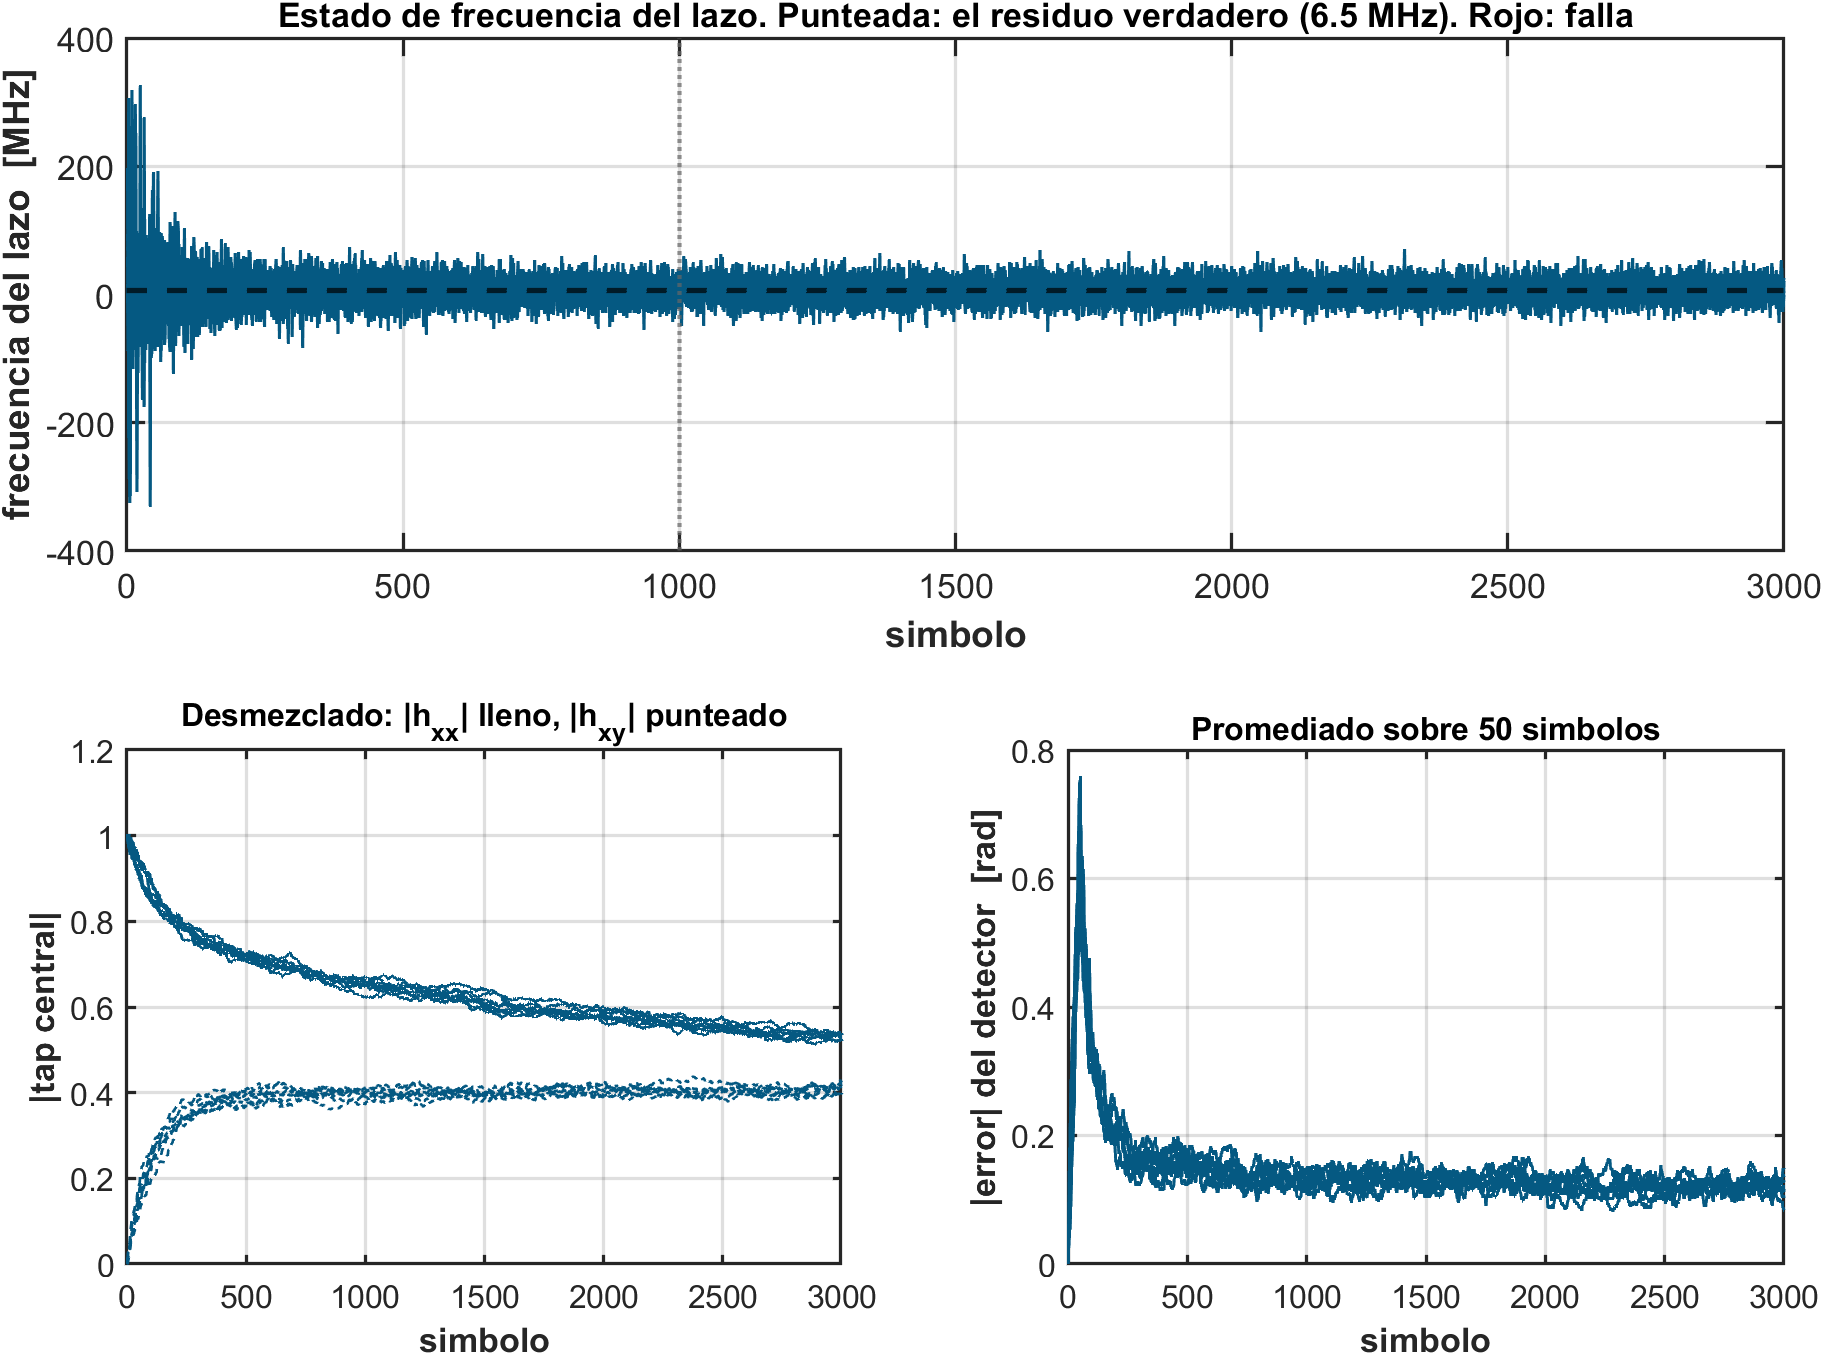 Estado de frecuencia del lazo. Punteada: el residuo verdadero (6.5 MHz). Rojo: falla
frecuencia del lazo [MHz]
400
200
0
-200
-400
0 500 1000 1500 2000 2500 3000
simbolo
Desmezclado: |hxx| lleno, |hxy| punteado
|tap central|
1.2
1
0.8
0.6
0.4
0.2
0
0 500 1000 1500 2000 2500 3000
simbolo
Promediado sobre 50 simbolos
|error| del detector [rad]
0.8
0.6
0.4
0.2
0
0 500 1000 1500 2000 2500 3000
simbolo